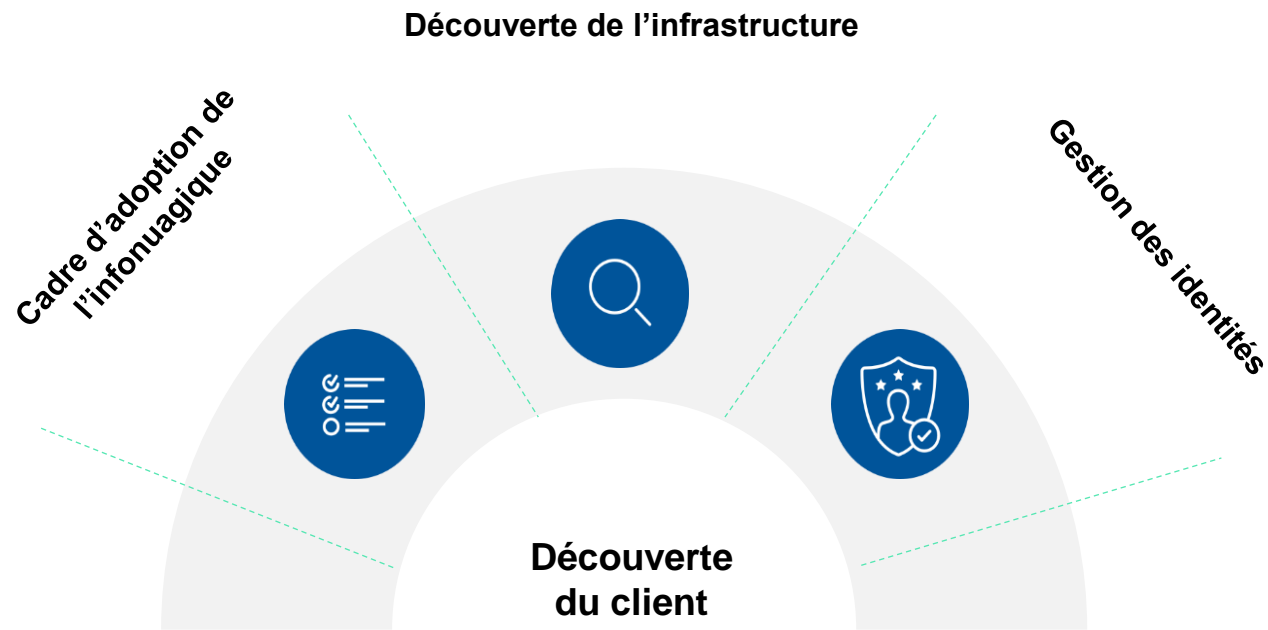 Découverte de l’infrastructure
Cadre d’adoption de
l’infonuagique
Gestion des identités
Découverte
du client